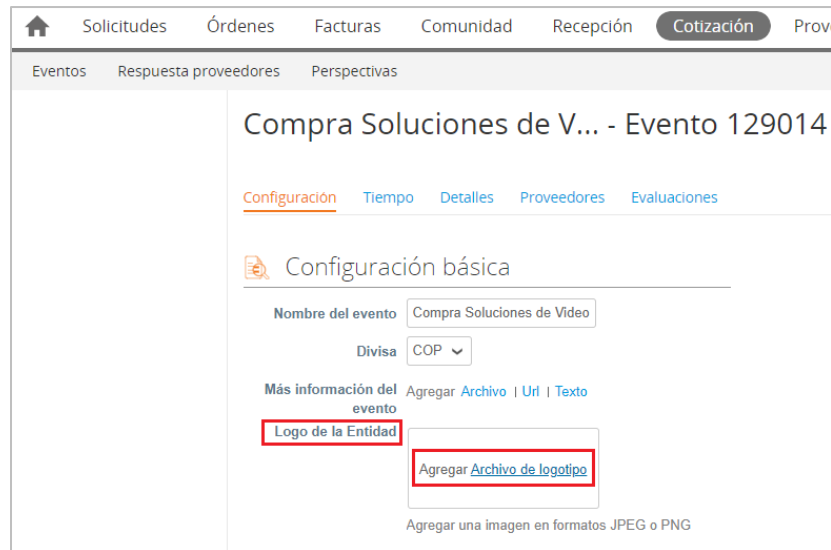 Solicitudes Órdenes Facturas Comunidad Recepción Cotización Prov
Eventos Respuesta proveedores Perspectivas
Compra Soluciones de V... - Evento 129014
Configuración Tiempo Detalles Proveedores Evaluaciones
Configuración básica
Nombre del evento Compra Soluciones de Video
Divisa COP
Más información del evento Agregar Archivo | Url | Texto
Logo de la Entidad
Agregar Archivo de logotipo
Agregar una imagen en formatos JPEG o PNG